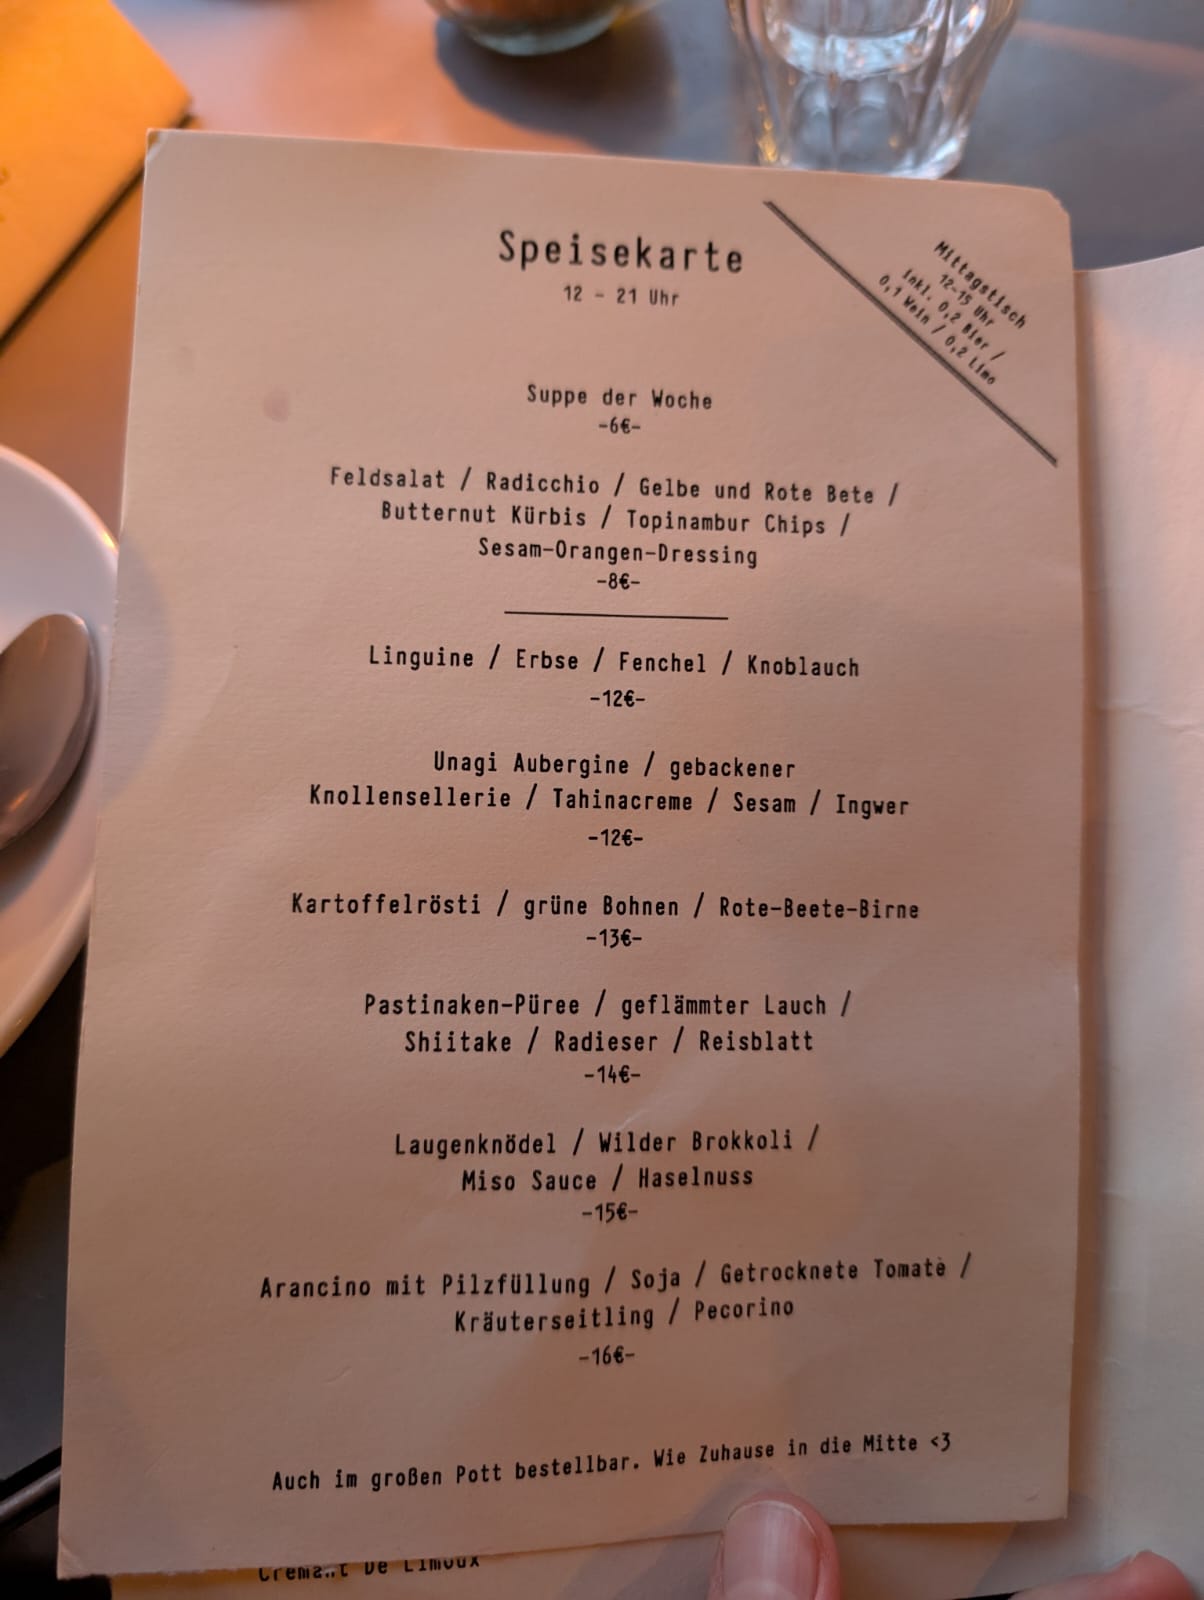 Speisekarte
12 - 21 Uhr
Mittagstisch
12-15 Uhr
inkl. 0,2 Bier /
0,1 Wein / 0,2 Limo
Suppe der Woche
-6€-
Feldsalat / Radicchio / Gelbe und Rote Bete /
Butternut Kürbis / Topinambur Chips /
Sesam-Orangen-Dressing
-8€-
Linguine / Erbse / Fenchel / Knoblauch
-12€-
Unagi Aubergine / gebackener
Knollensellerie / Tahinacreme / Sesam / Ingwer
-12€-
Kartoffelrösti / grüne Bohnen / Rote-Beete-Birne
-13€-
Pastinaken-Püree / geflämmter Lauch /
Shiitake / Radieser / Reisblatt
-14€-
Laugenknödel / Wilder Brokkoli /
Miso Sauce / Haselnuss
-15€-
Arancino mit Pilzfüllung / Soja / Getrocknete Tomate /
Kräuterseitling / Pecorino
-16€-
Auch im großen Pott bestellbar. Wie Zuhause in die Mitte <3
Cremant De Limoux